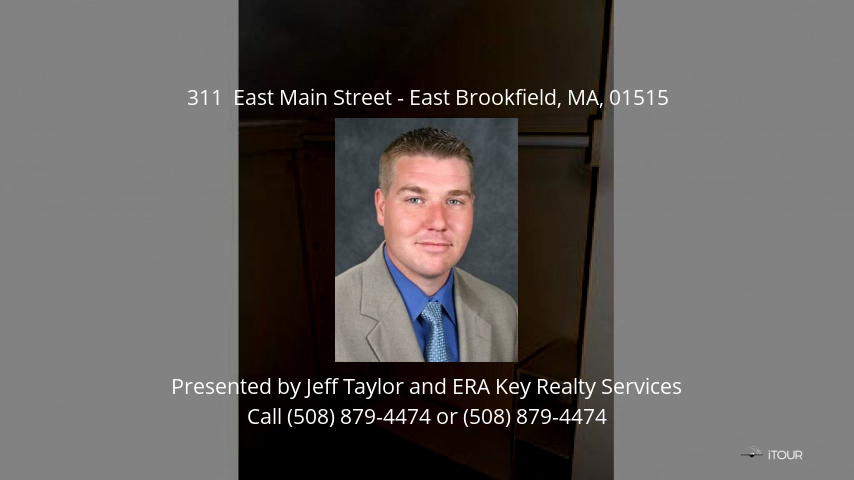 311 East Main Street - East Brookfield, MA, 01515
Presented by Jeff Taylor and ERA Key Realty Services
Call (508) 879-4474 or (508) 879-4474
iTOUR